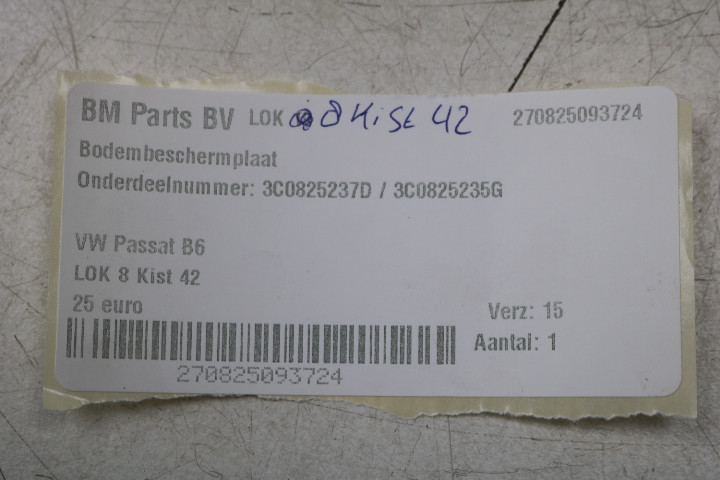 BM Parts BV LOK 8 Kist 42 270825093724
Bodembeschermplaat
Onderdeelnummer: 3C0825237D / 3C0825235G
VW Passat B6
LOK 8 Kist 42
25 euro
Verz: 15
Aantal: 1
270825093724